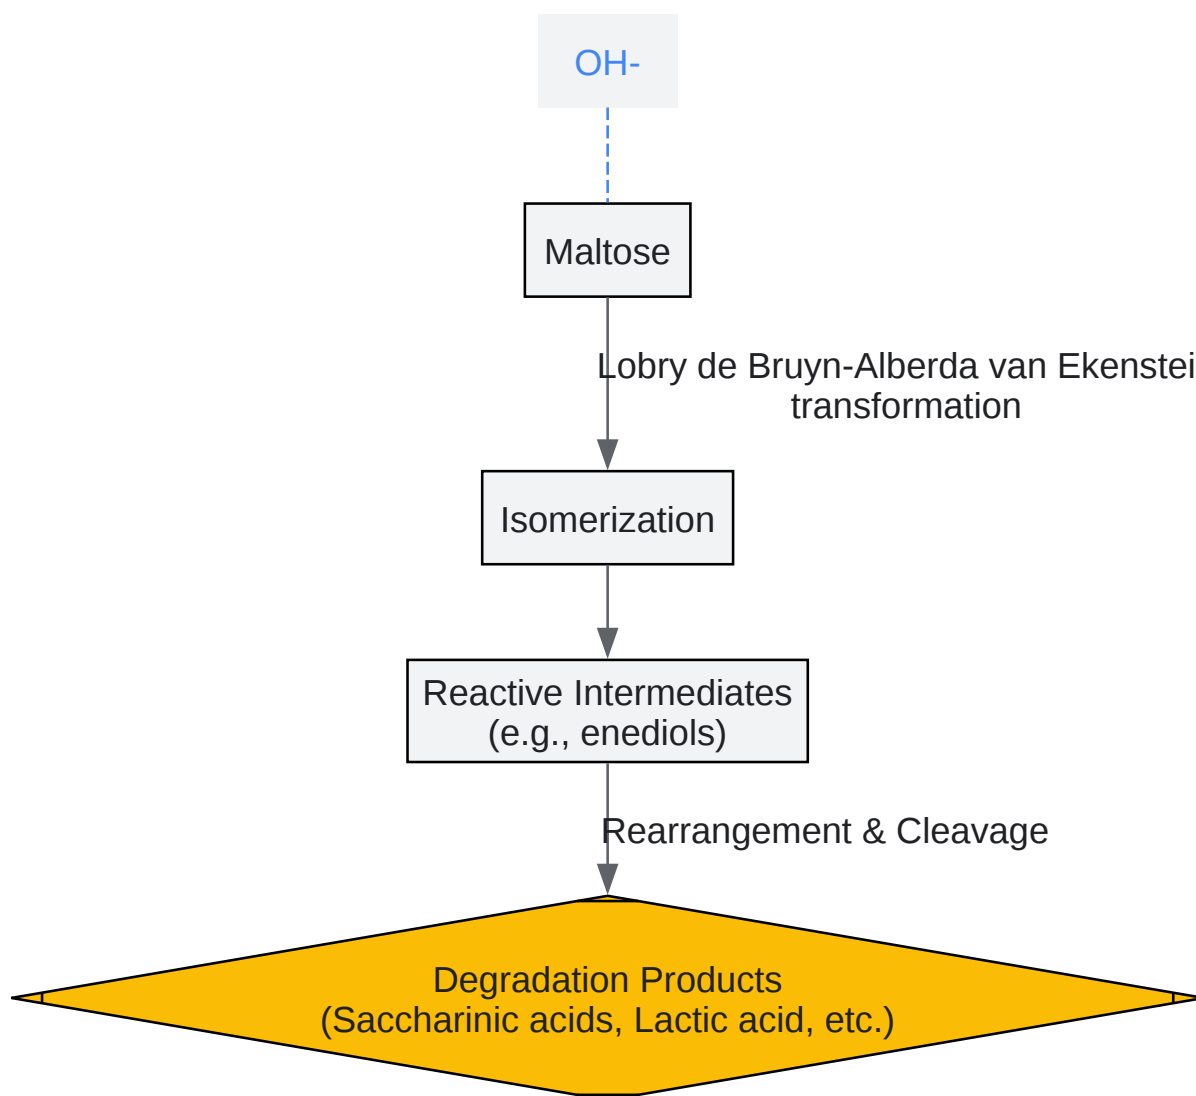 OH-
Maltose
Lobry de Bruyn-Alberda van Ekenstei
transformation
Isomerization
Reactive Intermediates
(e.g., enediols)
Rearrangement & Cleavage
Degradation Products
(Saccharinic acids, Lactic acid, etc.)